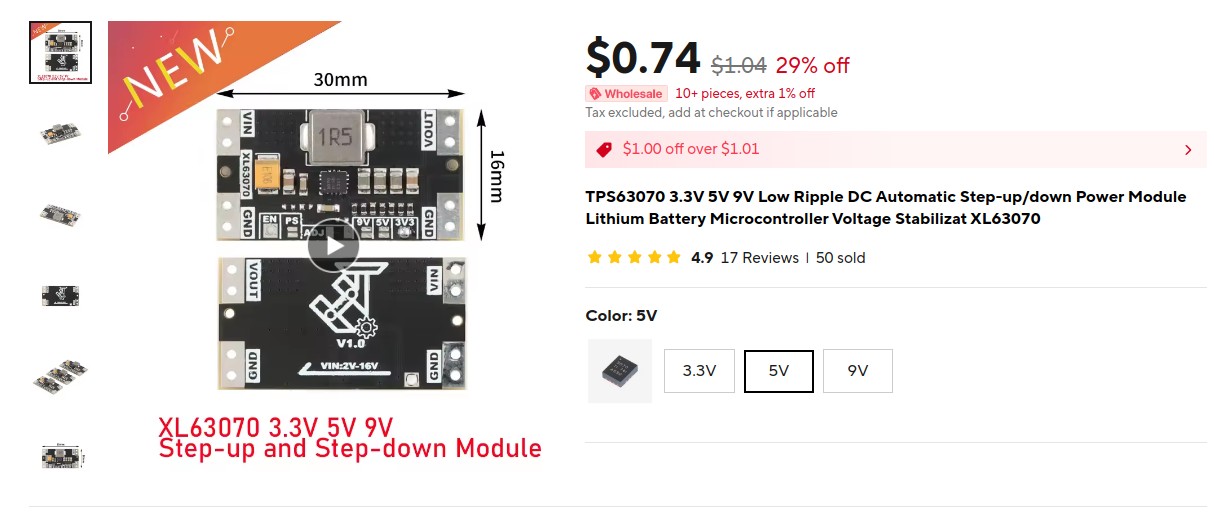 NEW
NEW
30mm
16mm
VIN
VOUT
1R5
XL63070
GND
EN
PS
ADJ
9V
5V
3V3
GND
VOUT
VIN
V1.0
GND
VIN:2V-16V
GND
XL63070 3.3V 5V 9V
Step-up and Step-down Module
$0.74 $1.04 29% off
Wholesale 10+ pieces, extra 1% off
Tax excluded, add at checkout if applicable
$1.00 off over $1.01
TPS63070 3.3V 5V 9V Low Ripple DC Automatic Step-up/down Power Module
Lithium Battery Microcontroller Voltage Stabilizat XL63070
4.9 17 Reviews | 50 sold
Color: 5V
3.3V
5V
9V